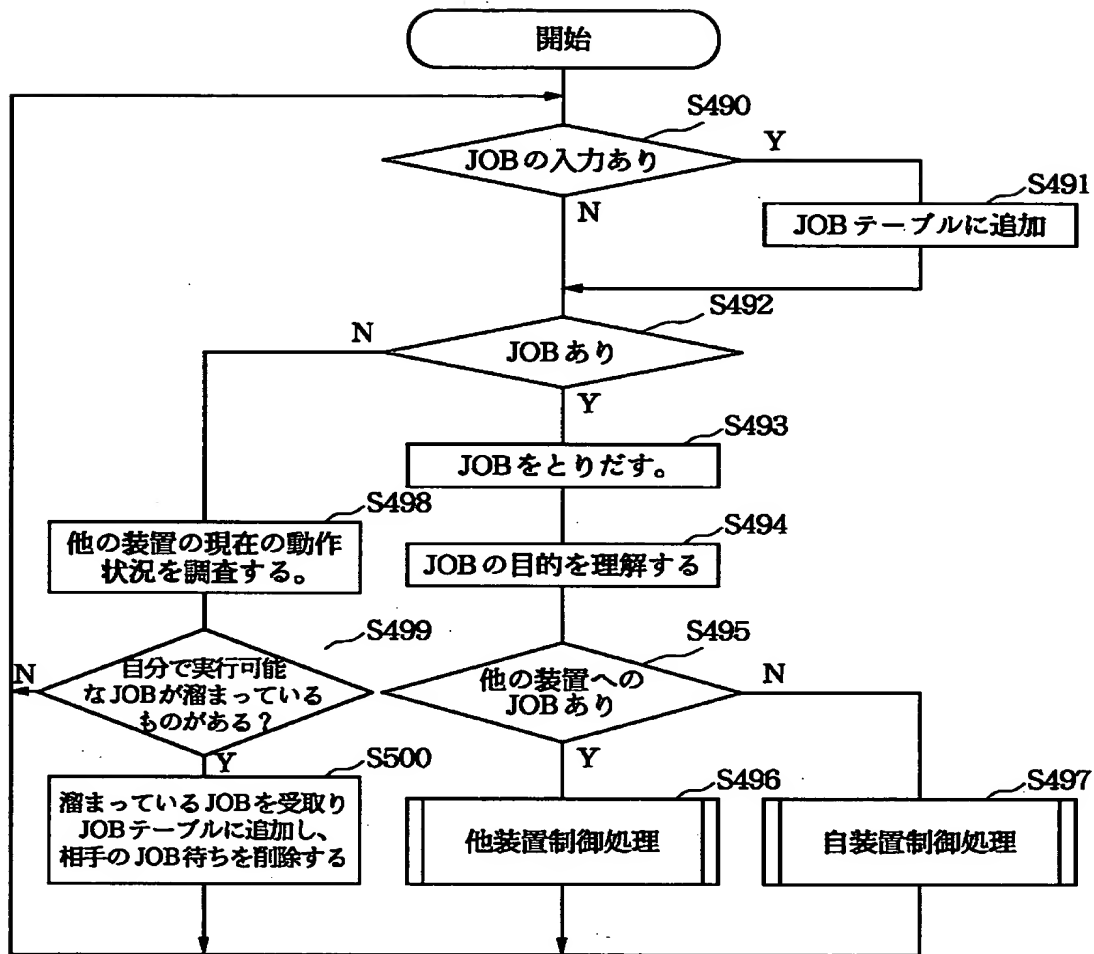 開始
S490
JOBの入力あり
Y
N
S491
JOBテーブルに追加
S492
N
JOBあり
Y
S493
JOBをとりだす。
S498
他の装置の現在の動作
状況を調査する。
S494
JOBの目的を理解する
S499
N
自分で実行可能
なJOBが溜まっている
ものがある?
Y
S495
他の装置への
JOBあり
N
Y
S500
溜まっているJOBを受取り
JOBテーブルに追加し、
相手のJOB待ちを削除する
S496
他装置制御処理
S497
自装置制御処理